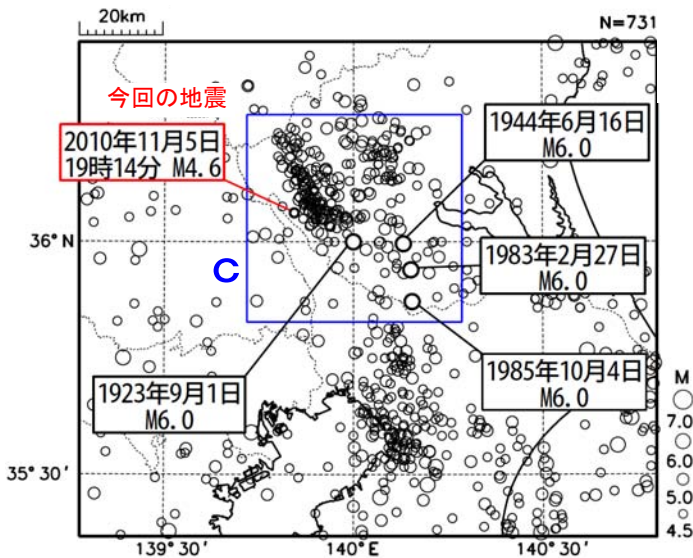 20km
N=731
今回の地震
2010年11月5日
19時14分 M4.6
1944年6月16日
M6.0
36°N
C
1983年2月27日
M6.0
1923年9月1日
M6.0
1985年10月4日
M6.0
M
7.0
6.0
5.0
4.5
35°30′
139°30′
140°E
140°30′